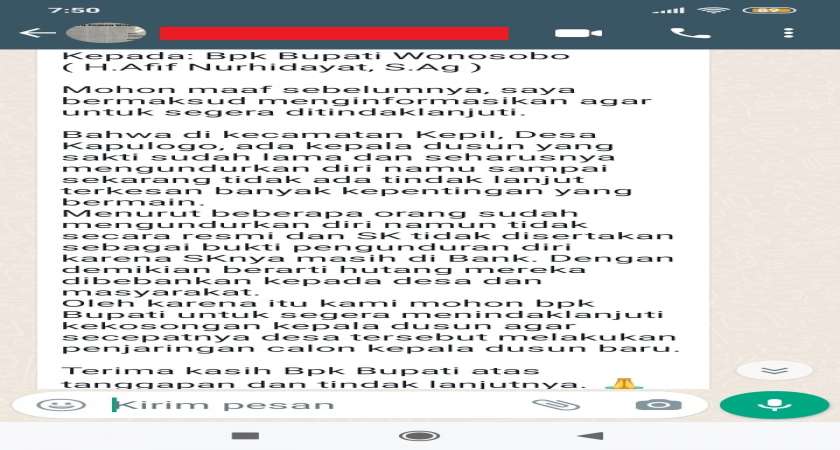 7:50
69
Kepada: Bpk Bupati Wonosobo
( H.Afif Nurhidayat, S.Ag )
Mohon maaf sebelumnya, saya
bermaksud menginformasikan agar
untuk segera ditindaklanjuti.
Bahwa di kecamatan Kepil, Desa
Kapulogo, ada kepala dusun yang
sakti sudah lama dan seharusnya
mengundurkan diri namu sampai
sekarang tidak ada tindak lanjut
terkesan banyak kepentingan yang
bermain.
Menurut beberapa orang sudah
mengundurkan diri namun tidak
secara resmi dan SK tidak disertakan
sebagai bukti pengunduran diri
karena SKnya masih di Bank. Dengan
demikian berarti hutang mereka
dibebankan kepada desa dan
masyarakat.
Oleh karena itu kami mohon bpk
Bupati untuk segera menindaklanjuti
kekosongan kepala dusun agar
secepatnya desa tersebut melakukan
penjaringan calon kepala dusun baru.
Terima kasih Bpk Bupati atas
tanggapan dan tindak lanjutnya. 🙏
Kirim pesan